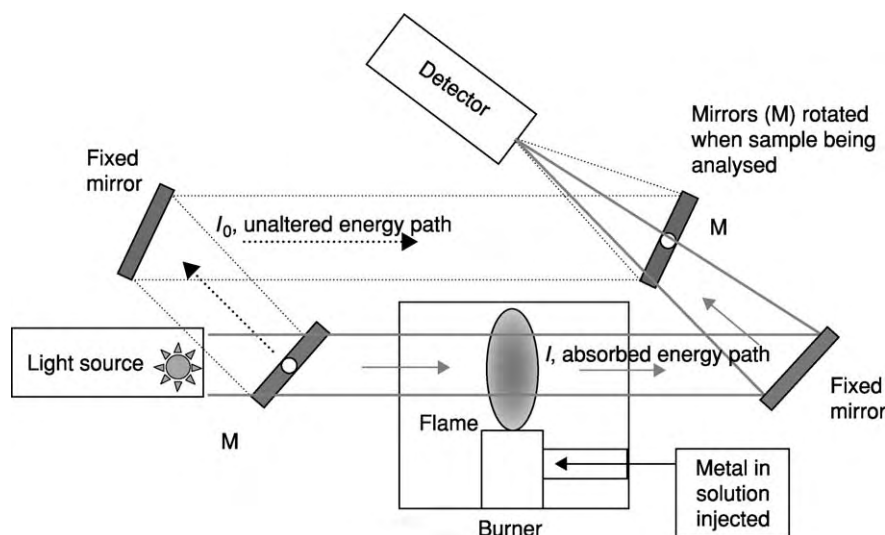 Detector
Mirrors (M) rotated
when sample being
analysed
Fixed
mirror
M
I0, unaltered energy path
Light source
I, absorbed energy path
Fixed
mirror
M
Flame
Metal in
solution
injected
Burner